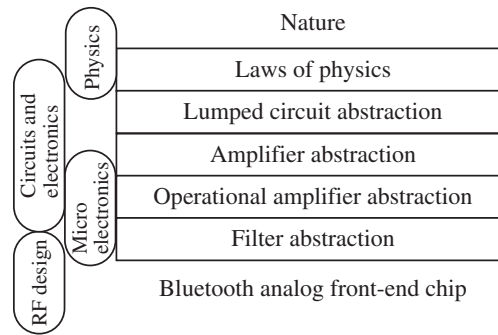 Nature
Physics
Laws of physics
Lumped circuit abstraction
Circuits and
electronics
Amplifier abstraction
Micro
electronics
Operational amplifier abstraction
Filter abstraction
RF design
Bluetooth analog front-end chip